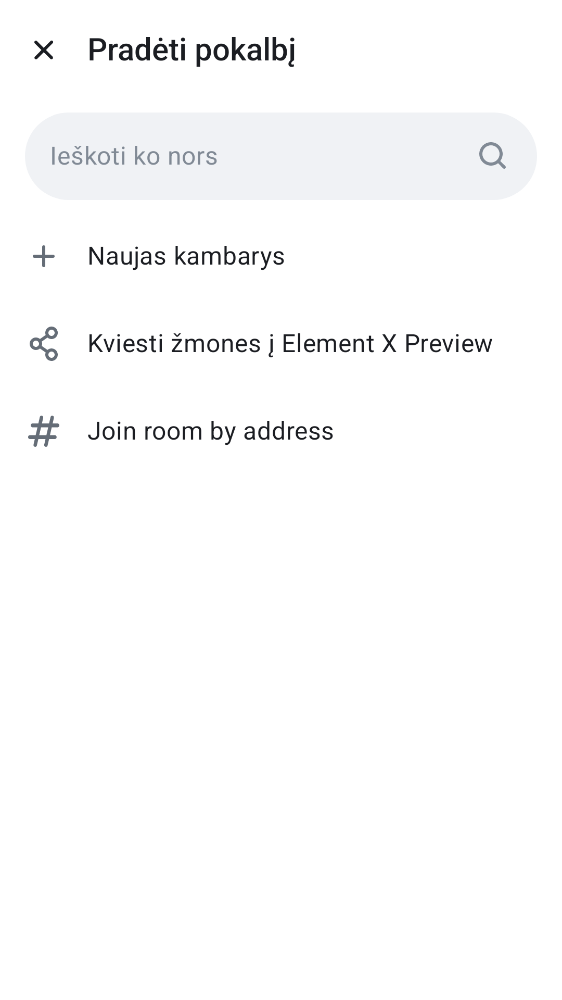 Pradėti pokalbį
Ieškoti ko nors
Naujas kambarys
Kviesti žmones į Element X Preview
Join room by address